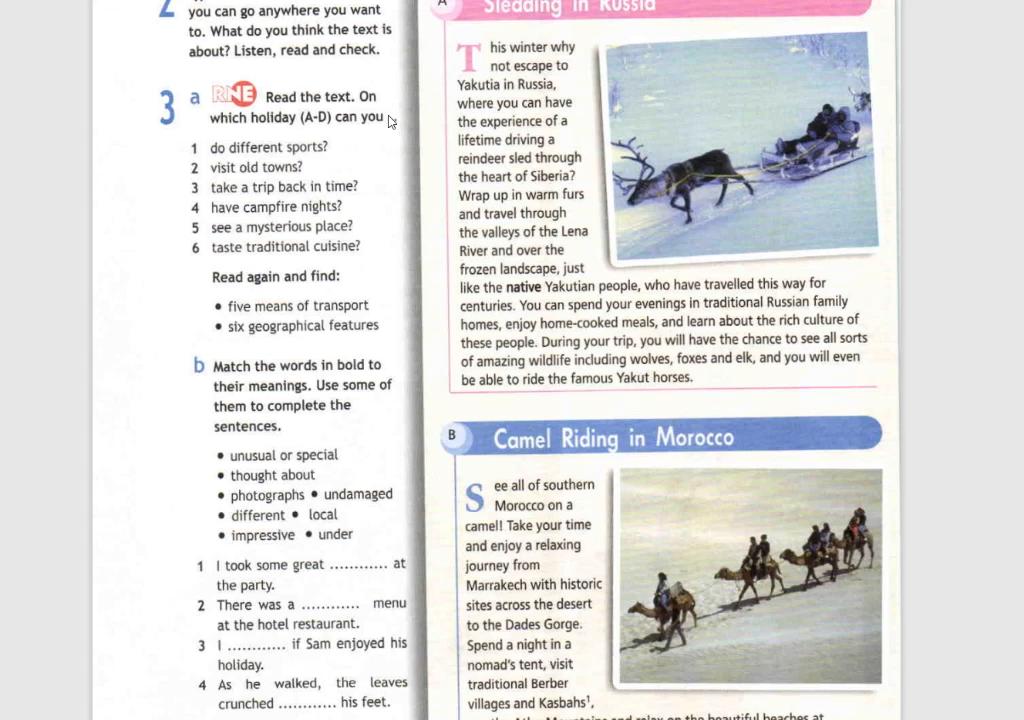 2
you can go anywhere you want
to. What do you think the text is
about? Listen, read and check.
3 a RNE Read the text. On
which holiday (A-D) can you
1 do different sports?
2 visit old towns?
3 take a trip back in time?
4 have campfire nights?
5 see a mysterious place?
6 taste traditional cuisine?
Read again and find:
• five means of transport
• six geographical features
b Match the words in bold to
their meanings. Use some of
them to complete the
sentences.
• unusual or special
• thought about
• photographs • undamaged
• different • local
• impressive • under
1 I took some great ............ at
the party.
2 There was a ............ menu
at the hotel restaurant.
3 I ............ if Sam enjoyed his
holiday.
4 As he walked, the leaves
crunched ............ his feet.
A Sledding in Russia
This winter why
not escape to
Yakutia in Russia,
where you can have
the experience of a
lifetime driving a
reindeer sled through
the heart of Siberia?
Wrap up in warm furs
and travel through
the valleys of the Lena
River and over the
frozen landscape, just
like the native Yakutian people, who have travelled this way for
centuries. You can spend your evenings in traditional Russian family
homes, enjoy home-cooked meals, and learn about the rich culture of
these people. During your trip, you will have the chance to see all sorts
of amazing wildlife including wolves, foxes and elk, and you will even
be able to ride the famous Yakut horses.
B Camel Riding in Morocco
See all of southern
Morocco on a
camel! Take your time
and enjoy a relaxing
journey from
Marrakech with historic
sites across the desert
to the Dades Gorge.
Spend a night in a
nomad's tent, visit
traditional Berber
villages and Kasbahs¹,
the Atlas Mountains and relax on the beautiful beaches at